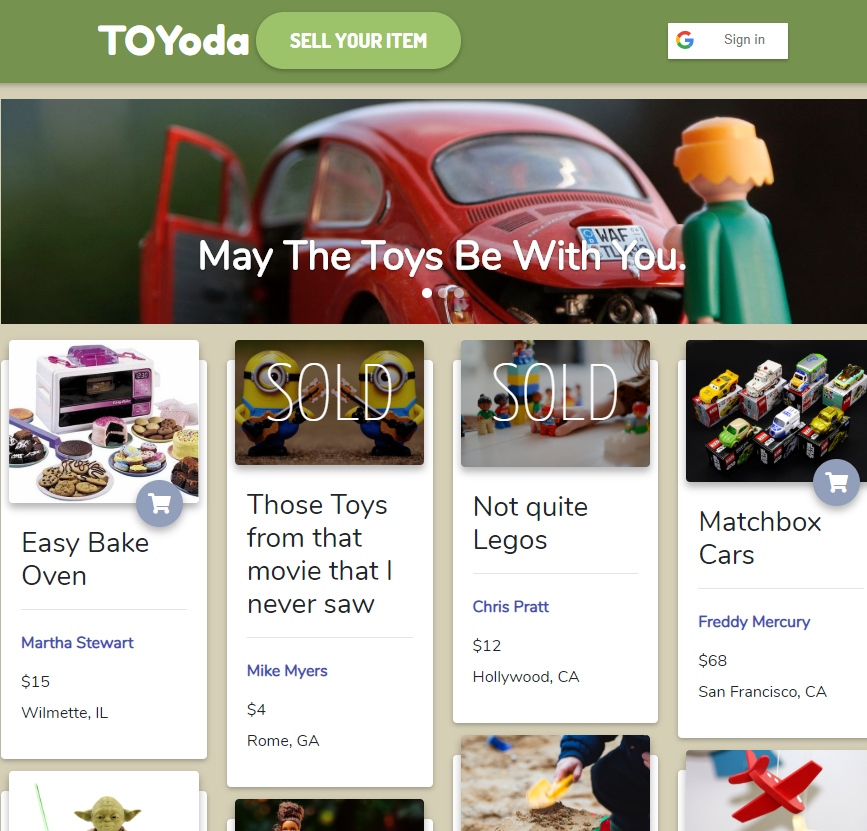 TOYoda
SELL YOUR ITEM
Sign in
WAF
May The Toys Be With You.
SOLD
SOLD
Easy Bake
Oven
Martha Stewart
$15
Wilmette, IL
Those Toys
from that
movie that I
never saw
Mike Myers
$4
Rome, GA
Not quite
Legos
Chris Pratt
$12
Hollywood, CA
Matchbox
Cars
Freddy Mercury
$68
San Francisco, CA